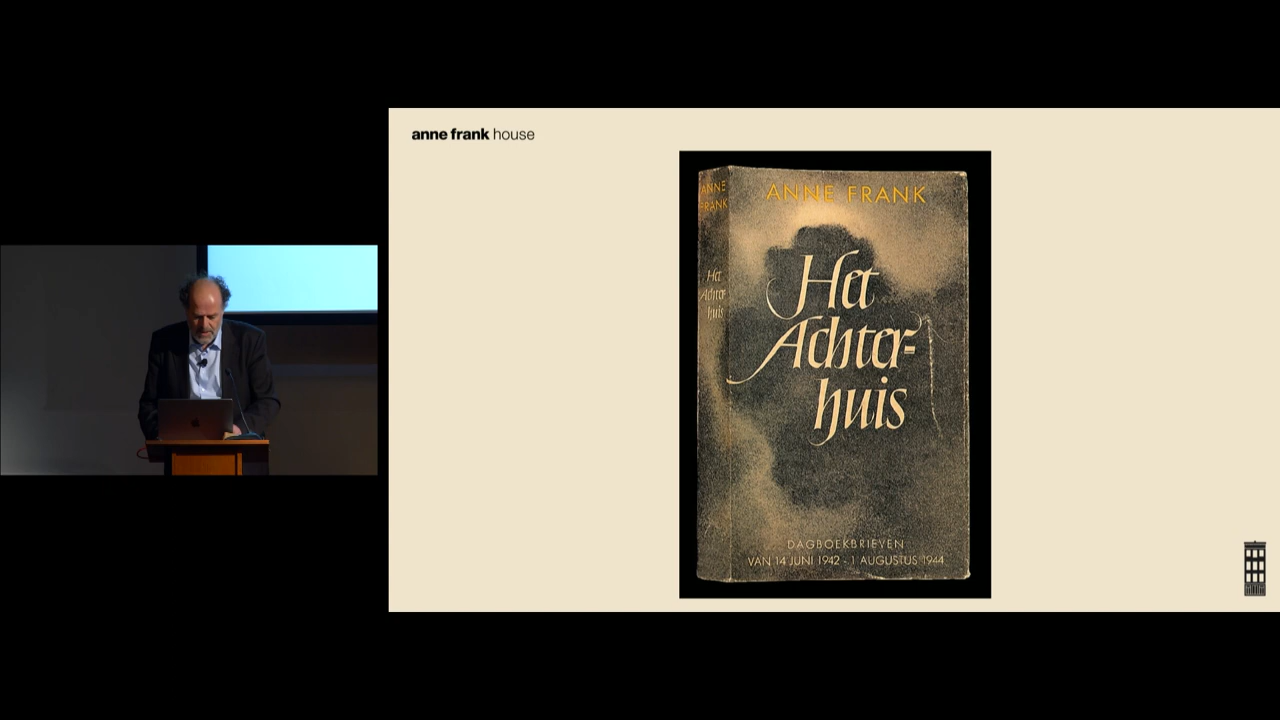 anne frank house
ANNE
FRANK
Het
Achter
huis
ANNE FRANK
Het
Achter=
huis
DAGBOEKBRIEVEN
VAN 14 JUNI 1942 - 1 AUGUSTUS 1944